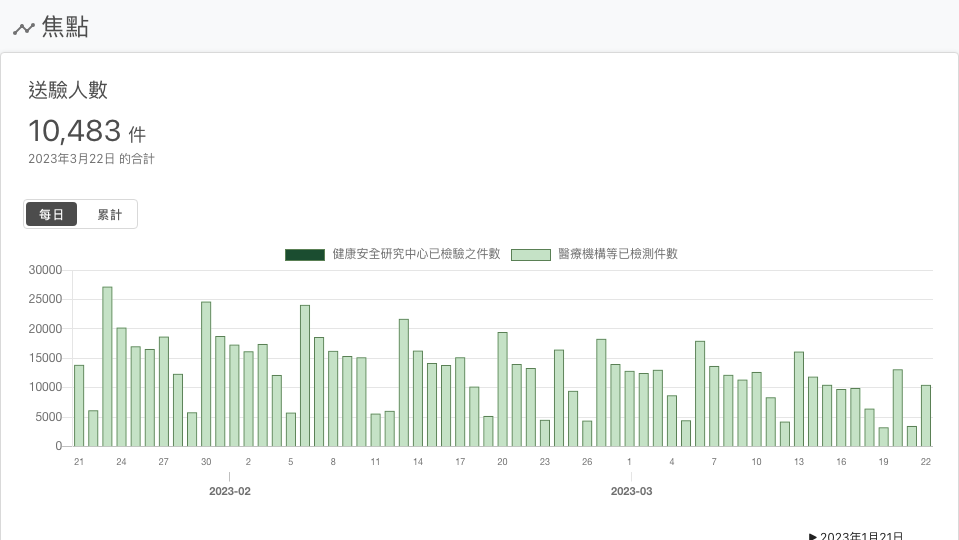 焦點
送驗人數
10,483 件
2023年3月22日 的合計
每日 累計
健康安全研究中心已檢驗之件數 醫療機構等已檢測件數
30000
25000
20000
15000
10000
5000
0
21 24 27 30 2 5 8 11 14 17 20 23 26 1 4 7 10 13 16 19 22
2023-02 2023-03
▶ 2023年1月21日